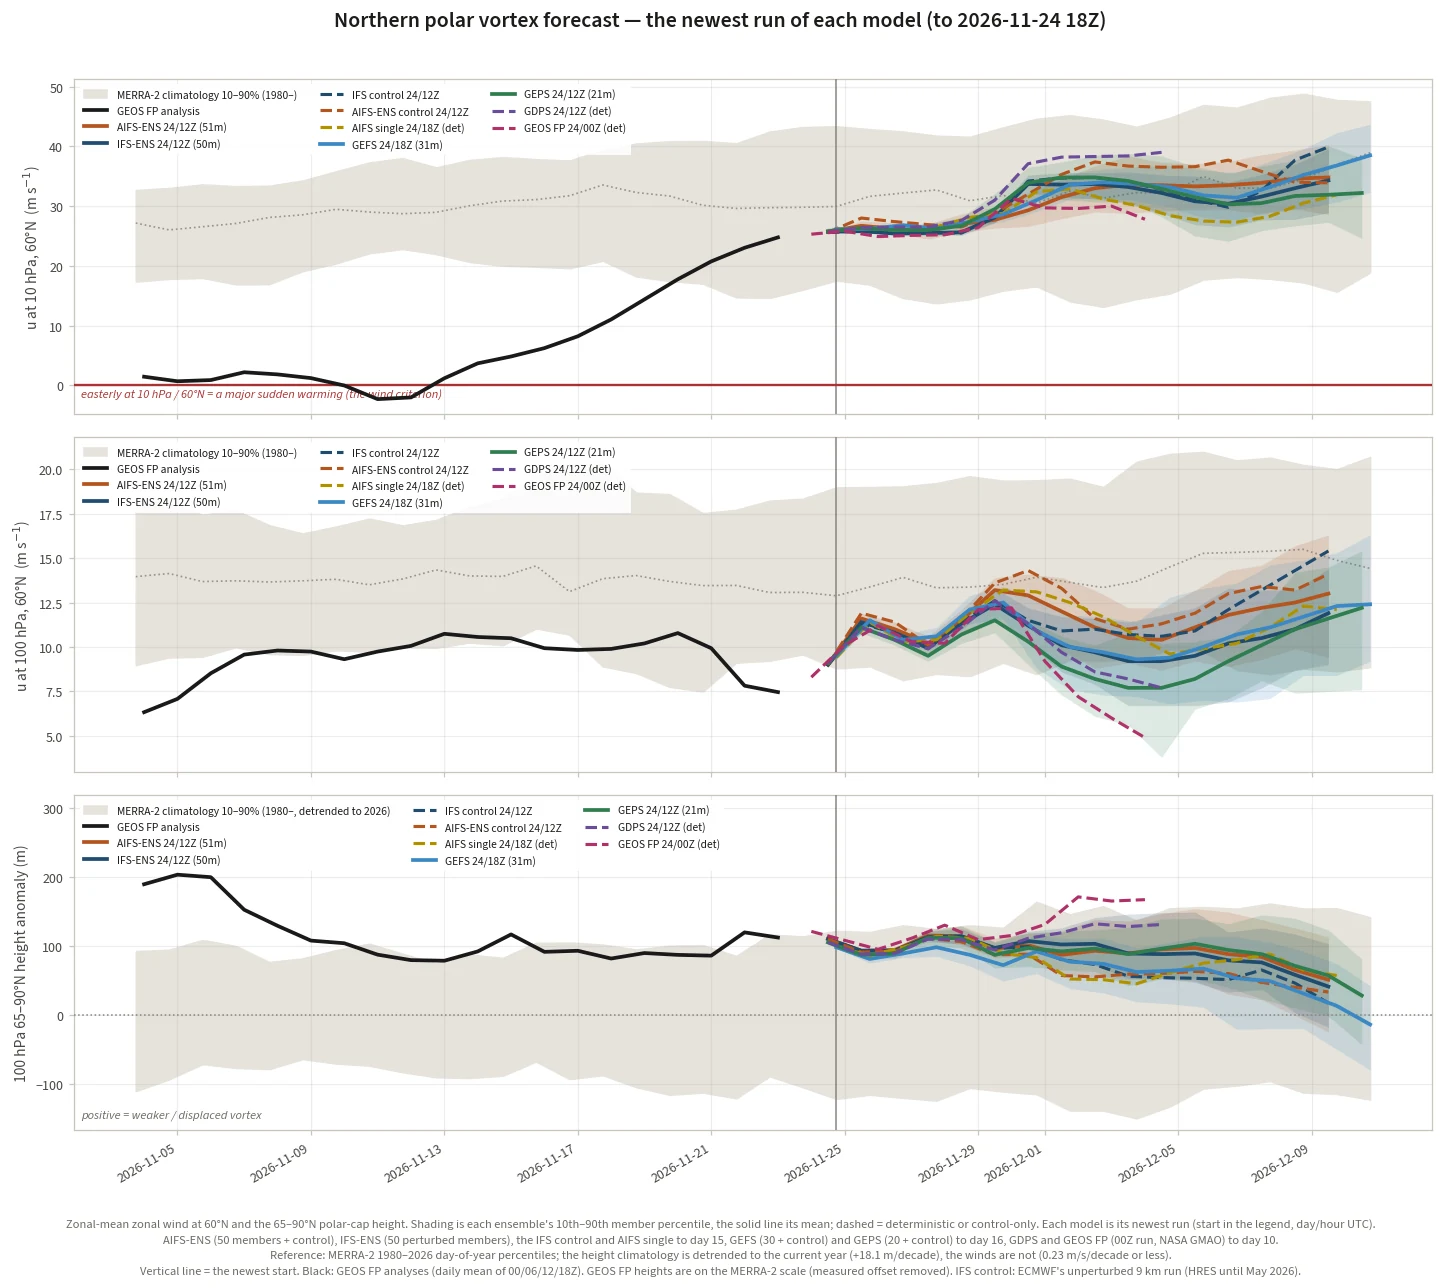 Northern polar vortex forecast — the newest run of each model (to 2026-11-24 18Z)
u at 10 hPa, 60°N (m s⁻¹)
50
40
30
20
10
0
MERRA-2 climatology 10–90% (1980–)
GEOS FP analysis
AIFS-ENS 24/12Z (51m)
IFS-ENS 24/12Z (50m)
IFS control 24/12Z
AIFS-ENS control 24/12Z
AIFS single 24/18Z (det)
GEFS 24/18Z (31m)
GEPS 24/12Z (21m)
GDPS 24/12Z (det)
GEOS FP 24/00Z (det)
easterly at 10 hPa / 60°N = a major sudden warming (the wind criterion)
u at 100 hPa, 60°N (m s⁻¹)
20.0
17.5
15.0
12.5
10.0
7.5
5.0
MERRA-2 climatology 10–90% (1980–)
GEOS FP analysis
AIFS-ENS 24/12Z (51m)
IFS-ENS 24/12Z (50m)
IFS control 24/12Z
AIFS-ENS control 24/12Z
AIFS single 24/18Z (det)
GEFS 24/18Z (31m)
GEPS 24/12Z (21m)
GDPS 24/12Z (det)
GEOS FP 24/00Z (det)
100 hPa 65–90°N height anomaly (m)
300
200
100
0
−100
MERRA-2 climatology 10–90% (1980–, detrended to 2026)
GEOS FP analysis
AIFS-ENS 24/12Z (51m)
IFS-ENS 24/12Z (50m)
IFS control 24/12Z
AIFS-ENS control 24/12Z
AIFS single 24/18Z (det)
GEFS 24/18Z (31m)
GEPS 24/12Z (21m)
GDPS 24/12Z (det)
GEOS FP 24/00Z (det)
positive = weaker / displaced vortex
2026-11-05
2026-11-09
2026-11-13
2026-11-17
2026-11-21
2026-11-25
2026-11-29
2026-12-01
2026-12-05
2026-12-09
Zonal-mean zonal wind at 60°N and the 65–90°N polar-cap height. Shading is each ensemble's 10th–90th member percentile, the solid line its mean; dashed = deterministic or control-only. Each model is its newest run (start in the legend, day/hour UTC).
AIFS-ENS (50 members + control), IFS-ENS (50 perturbed members), the IFS control and AIFS single to day 15, GEFS (30 + control) and GEPS (20 + control) to day 16, GDPS and GEOS FP (00Z run, NASA GMAO) to day 10.
Reference: MERRA-2 1980–2026 day-of-year percentiles; the height climatology is detrended to the current year (+18.1 m/decade), the winds are not (0.23 m/s/decade or less).
Vertical line = the newest start. Black: GEOS FP analyses (daily mean of 00/06/12/18Z). GEOS FP heights are on the MERRA-2 scale (measured offset removed). IFS control: ECMWF's unperturbed 9 km run (HRES until May 2026).